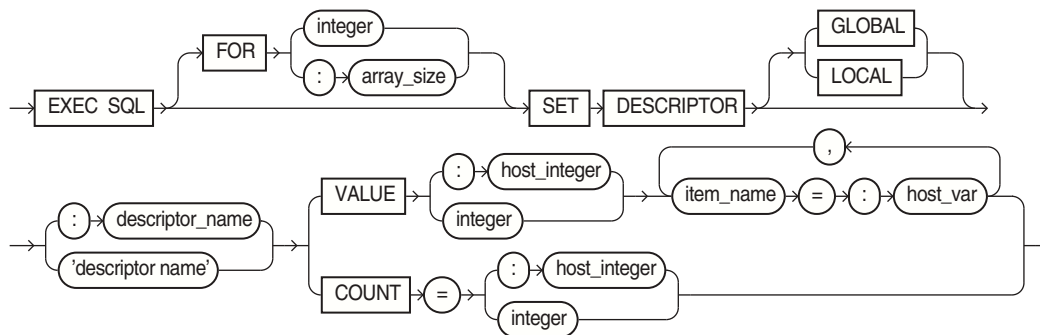 integer
GLOBAL
FOR
: array_size
LOCAL
EXEC SQL
SET DESCRIPTOR
,
: host_integer
VALUE
item_name = : host_var
: descriptor_name
integer
'descriptor name'
: host_integer
COUNT =
integer